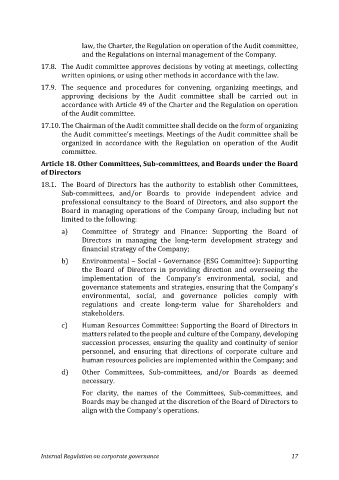 law, the Charter, the Regulation on operation of the Audit committee,
and the Regulations on internal management of the Company.
17.8. The Audit committee approves decisions by voting at meetings, collecting
written opinions, or using other methods in accordance with the law.
17.9. The sequence and procedures for convening, organizing meetings, and
approving decisions by the Audit committee shall be carried out in
accordance with Article 49 of the Charter and the Regulation on operation
of the Audit committee.
17.10. The Chairman of the Audit committee shall decide on the form of organizing
the Audit committee's meetings. Meetings of the Audit committee shall be
organized in accordance with the Regulation on operation of the Audit
committee.
Article 18. Other Committees, Sub-committees, and Boards under the Board
of Directors
18.1. The Board of Directors has the authority to establish other Committees,
Sub-committees, and/or Boards to provide independent advice and
professional consultancy to the Board of Directors, and also support the
Board in managing operations of the Company Group, including but not
limited to the following:
a) Committee of Strategy and Finance: Supporting the Board of
Directors in managing the long-term development strategy and
financial strategy of the Company;
b) Environmental – Social - Governance (ESG Committee): Supporting
the Board of Directors in providing direction and overseeing the
implementation of the Company's environmental, social, and
governance statements and strategies, ensuring that the Company's
environmental, social, and governance policies comply with
regulations and create long-term value for Shareholders and
stakeholders.
c) Human Resources Committee: Supporting the Board of Directors in
matters related to the people and culture of the Company, developing
succession processes, ensuring the quality and continuity of senior
personnel, and ensuring that directions of corporate culture and
human resources policies are implemented within the Company; and
d) Other Committees, Sub-committees, and/or Boards as deemed
necessary.
For clarity, the names of the Committees, Sub-committees, and
Boards may be changed at the discretion of the Board of Directors to
align with the Company's operations.
Internal Regulation on corporate governance 17